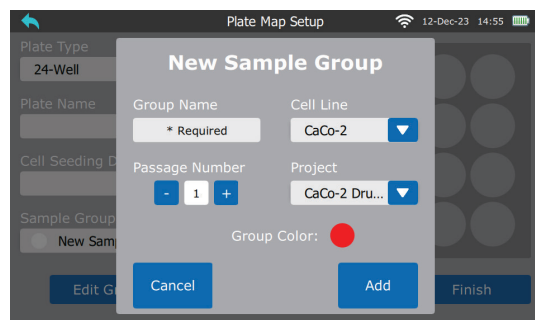 Plate Map Setup
12-Dec-23 14:55
Plate Type
24-Well
New Sample Group
Plate Name
Group Name
Cell Line
* Required
CaCo-2
Cell Seeding D
Passage Number
Project
- 1 +
CaCo-2 Dru...
Sample Group
New Sam
Group Color:
Edit G
Cancel
Add
Finish